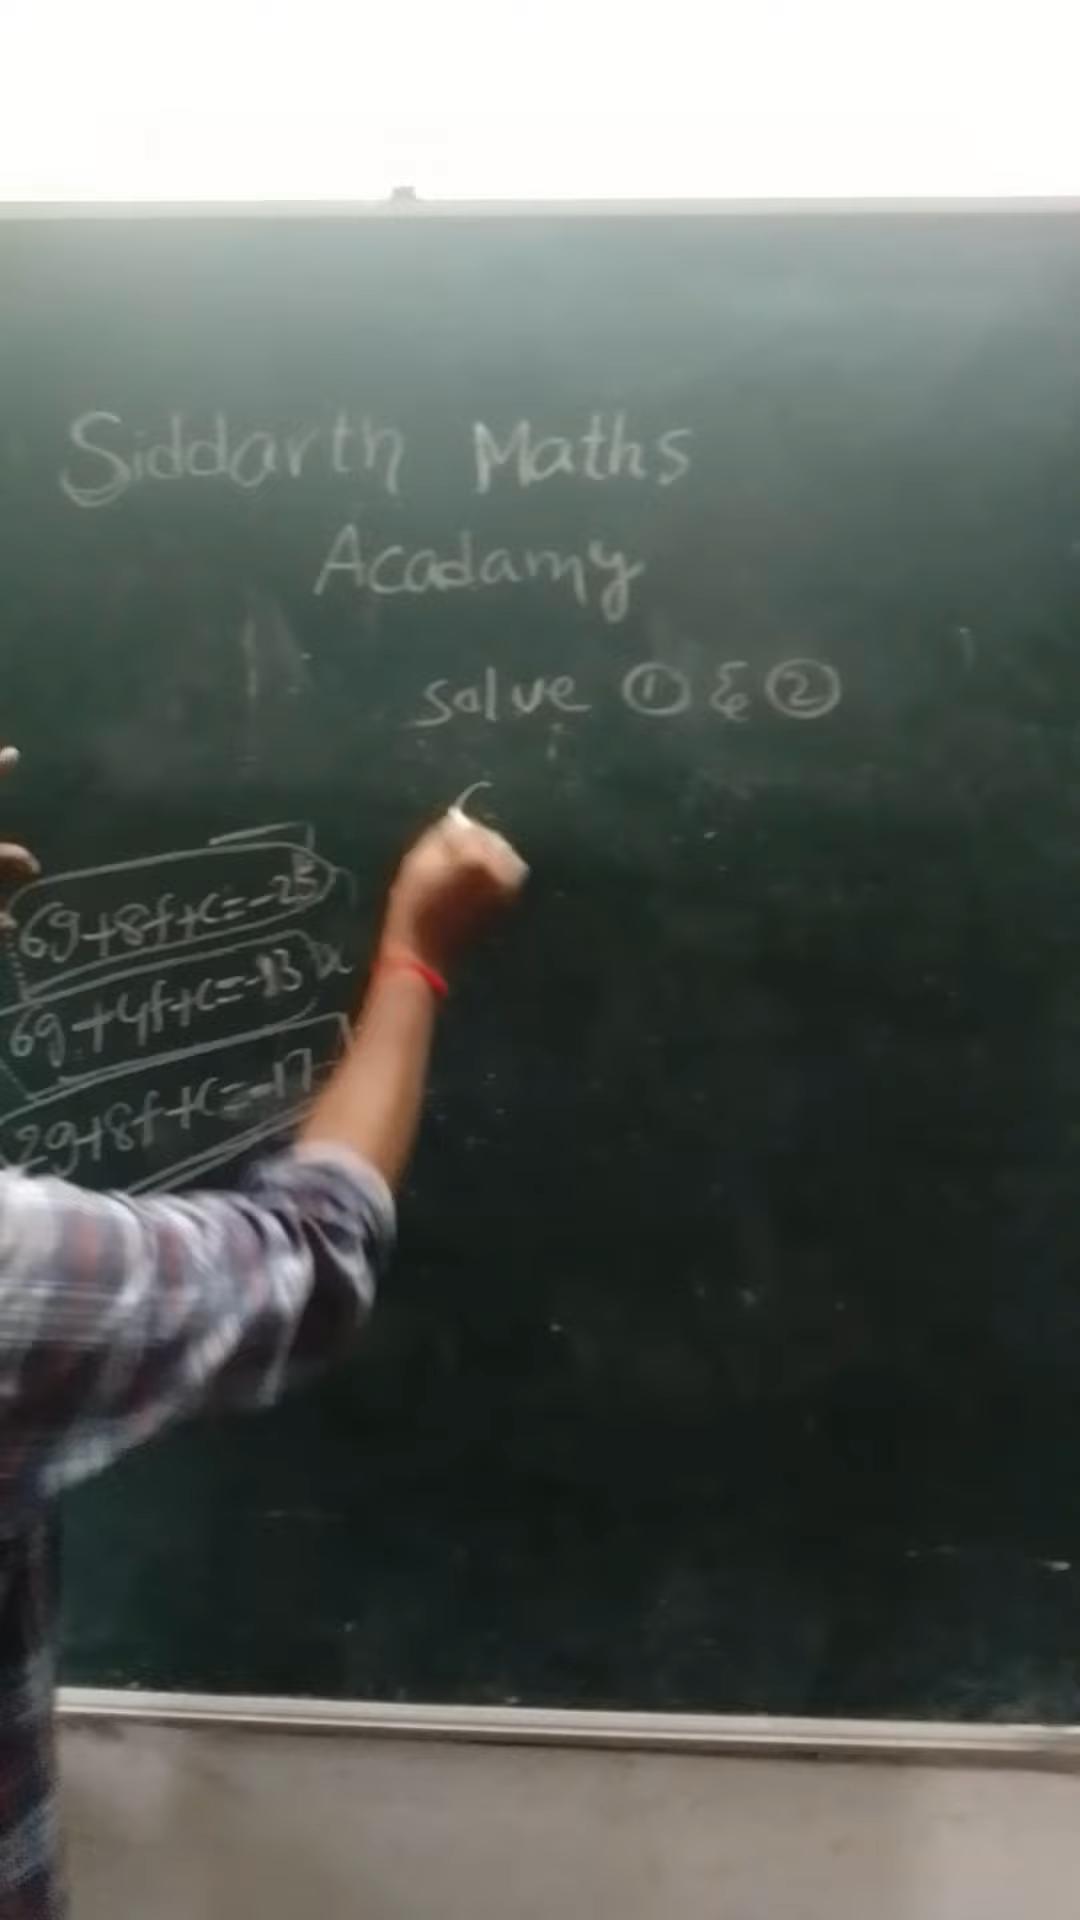 Siddarth Maths
Acadamy
solve ① & ②
6g+8f+c=-25
6g+4f+c=-13
2g+8f+c=-17